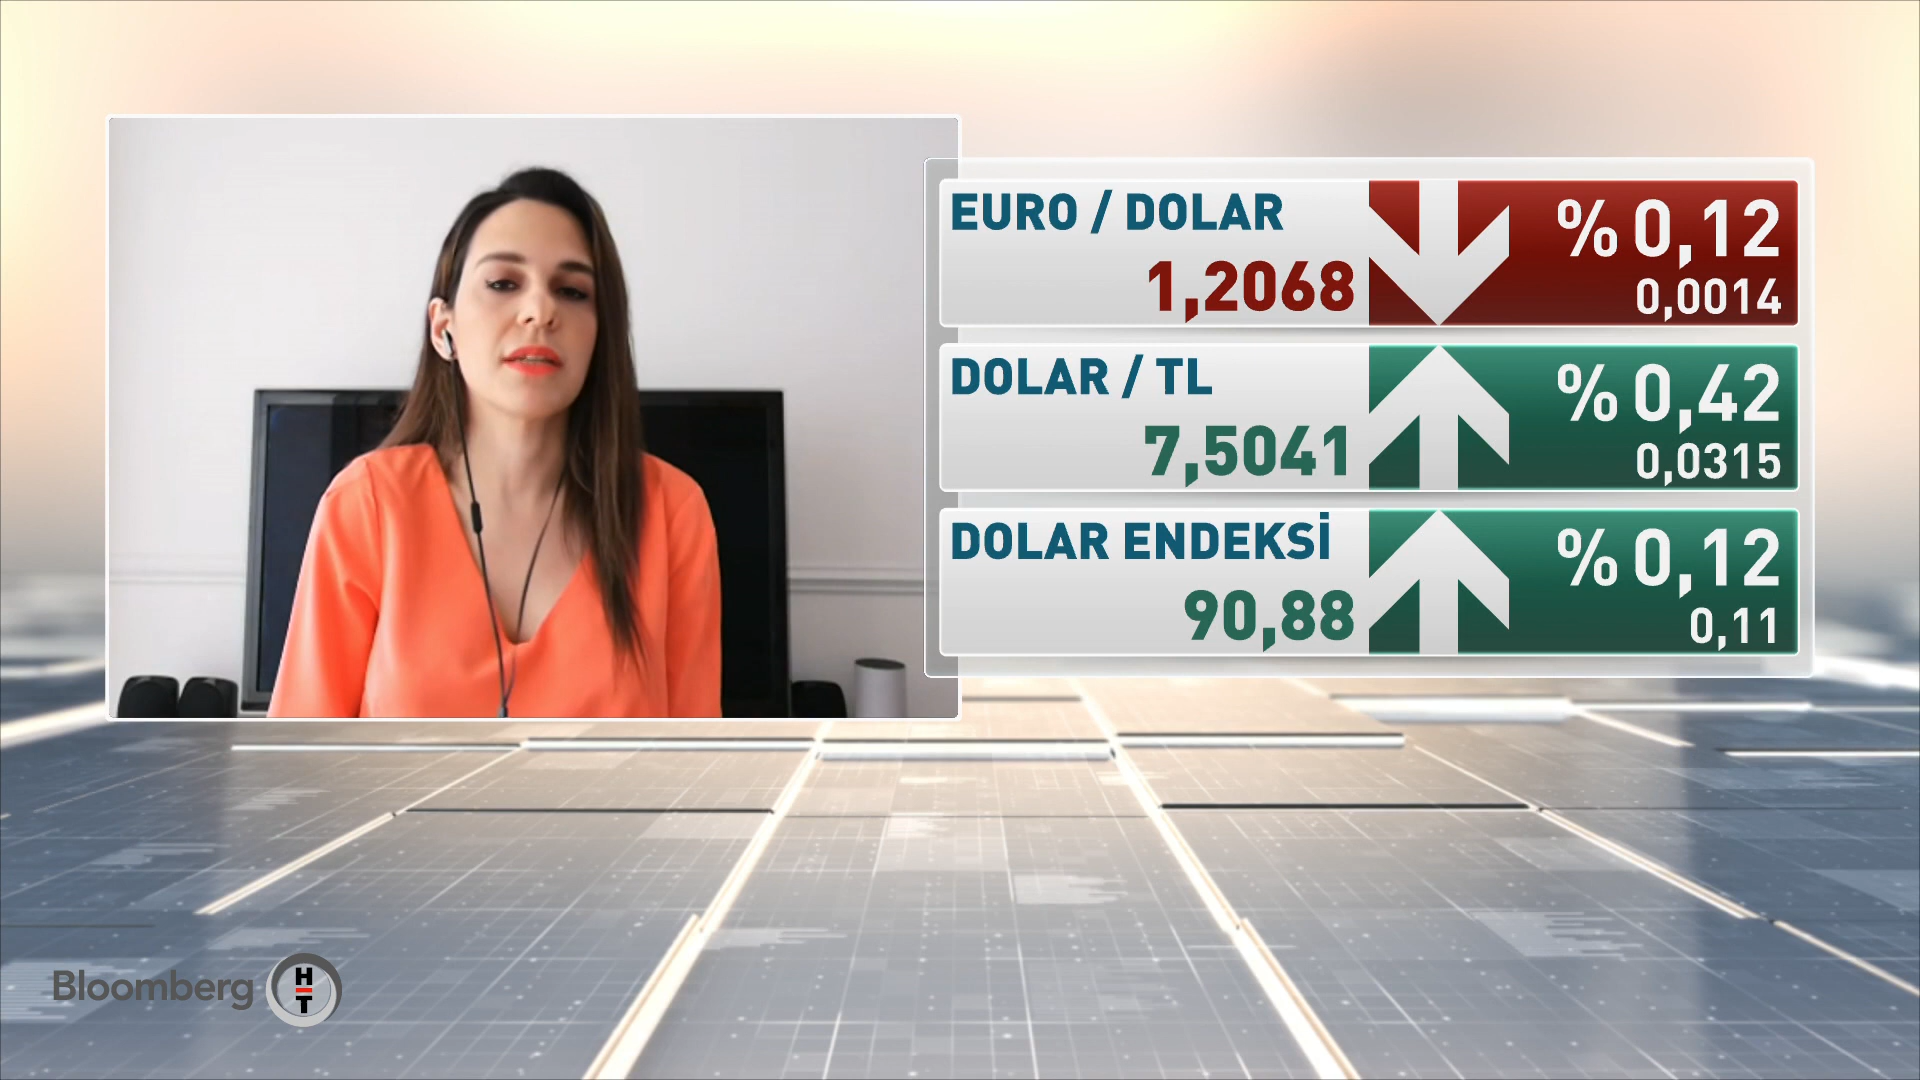 EURO / DOLAR
1,2068
% 0,12
0,0014
DOLAR / TL
7,5041
% 0,42
0,0315
DOLAR ENDEKSİ
90,88
% 0,12
0,11
Bloomberg HT